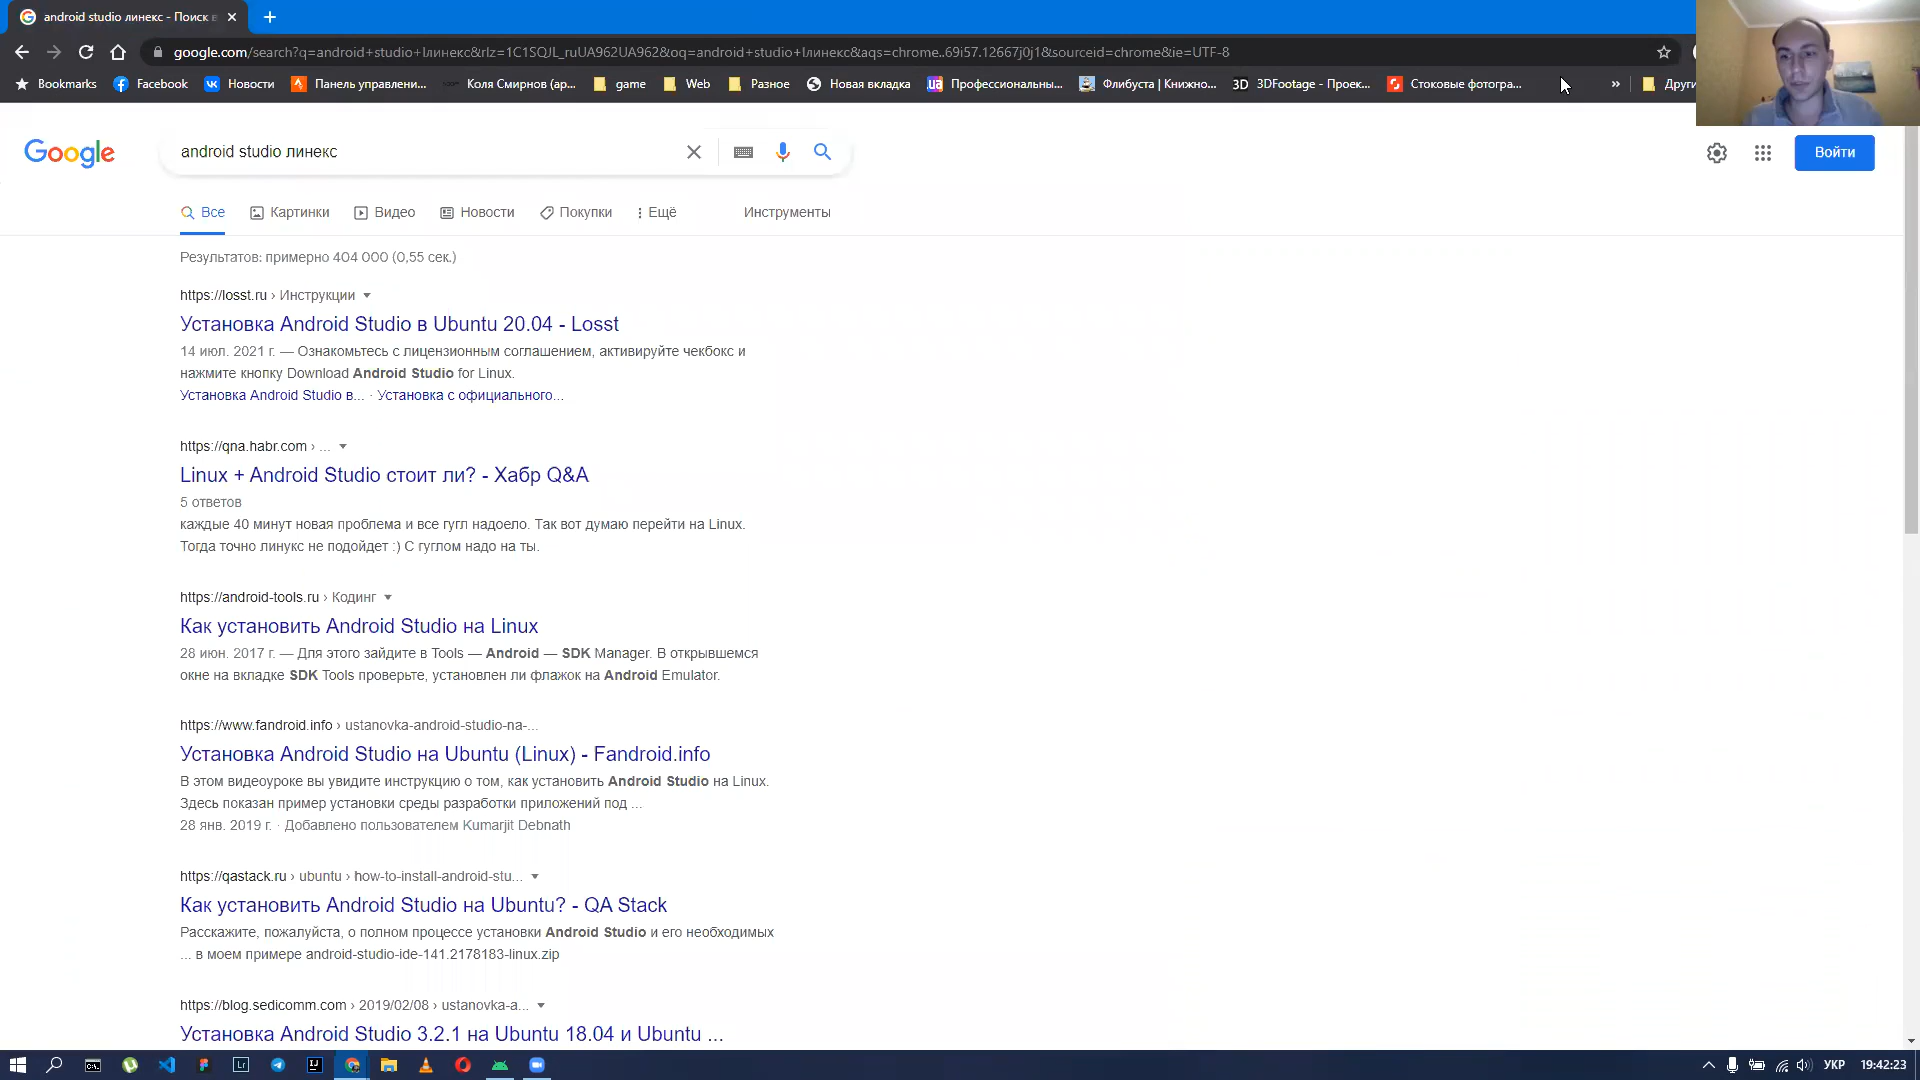 android studio линекс - Поиск в
google.com/search?q=android+studio+lлинекс&rlz=1C1SQJL_ruUA962UA962&oq=android+studio+lлинекс&aqs=chrome..69i57.12667j0j1&sourceid=chrome&ie=UTF-8
Bookmarks Facebook Новости Панель управлени... Коля Смирнов (ар... game Web Разное Новая вкладка Профессиональны... Флибуста | Книжно... 3D 3DFootage - Проек... Стоковые фотогра... » Други
Google
android studio линекс
Войти
Все Картинки Видео Новости Покупки Ещё Инструменты
Результатов: примерно 404 000 (0,55 сек.)
https://losst.ru › Инструкции
Установка Android Studio в Ubuntu 20.04 - Losst
14 июл. 2021 г. — Ознакомьтесь с лицензионным соглашением, активируйте чекбокс и
нажмите кнопку Download Android Studio for Linux.
Установка Android Studio в... · Установка с официального...
https://qna.habr.com › ...
Linux + Android Studio стоит ли? - Хабр Q&A
5 ответов
каждые 40 минут новая проблема и все гугл надоело. Так вот думаю перейти на Linux.
Тогда точно линукс не подойдет :) С гуглом надо на ты.
https://android-tools.ru › Кодинг
Как установить Android Studio на Linux
28 июн. 2017 г. — Для этого зайдите в Tools — Android — SDK Manager. В открывшемся
окне на вкладке SDK Tools проверьте, установлен ли флажок на Android Emulator.
https://www.fandroid.info › ustanovka-android-studio-na-...
Установка Android Studio на Ubuntu (Linux) - Fandroid.info
В этом видеоуроке вы увидите инструкцию о том, как установить Android Studio на Linux.
Здесь показан пример установки среды разработки приложений под ...
28 янв. 2019 г. · Добавлено пользователем Kumarjit Debnath
https://qastack.ru › ubuntu › how-to-install-android-stu...
Как установить Android Studio на Ubuntu? - QA Stack
Расскажите, пожалуйста, о полном процессе установки Android Studio и его необходимых
... в моем примере android-studio-ide-141.2178183-linux.zip
https://blog.sedicomm.com › 2019/02/08 › ustanovka-a...
Установка Android Studio 3.2.1 на Ubuntu 18.04 и Ubuntu ...
Lr IJ УКР 19:42:23